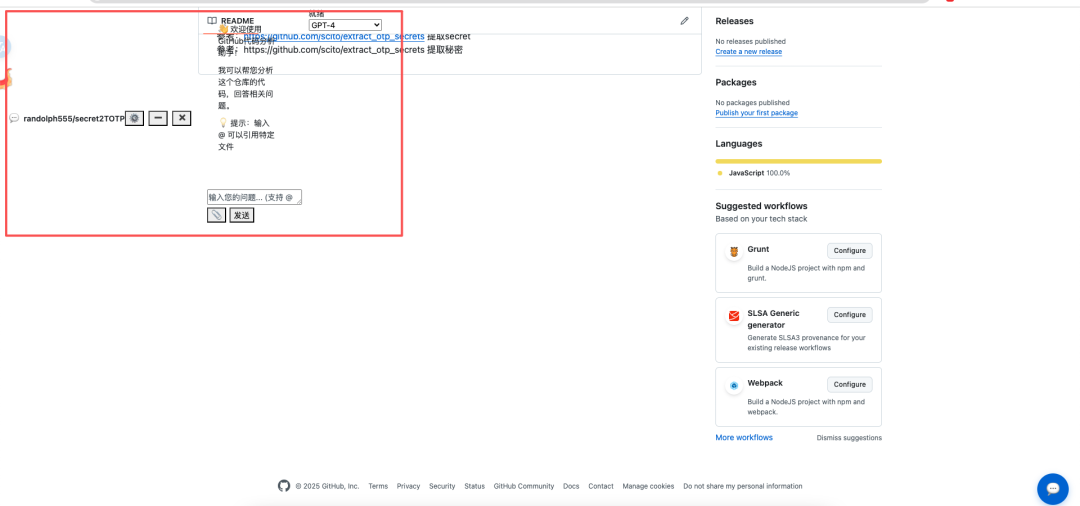 就绪
README
GPT-4
👋 欢迎使用
GitHub代码分析
助手！
参考：https://github.com/scito/extract_otp_secrets 提取secret
参考：https://github.com/scito/extract_otp_secrets 提取秘密
我可以帮您分析
这个仓库的代
码，回答相关问
题。
💡 提示：输入
@ 可以引用特定
文件
randolph555/secret2TOTP
输入您的问题... (支持 @
发送
Releases
No releases published
Create a new release
Packages
No packages published
Publish your first package
Languages
JavaScript 100.0%
Suggested workflows
Based on your tech stack
Grunt
Configure
Build a NodeJS project with npm and
grunt.
SLSA Generic
generator
Configure
Generate SLSA3 provenance for your
existing release workflows
Webpack
Configure
Build a NodeJS project with npm and
webpack.
More workflows
Dismiss suggestions
© 2025 GitHub, Inc. Terms Privacy Security Status GitHub Community Docs Contact Manage cookies Do not share my personal information